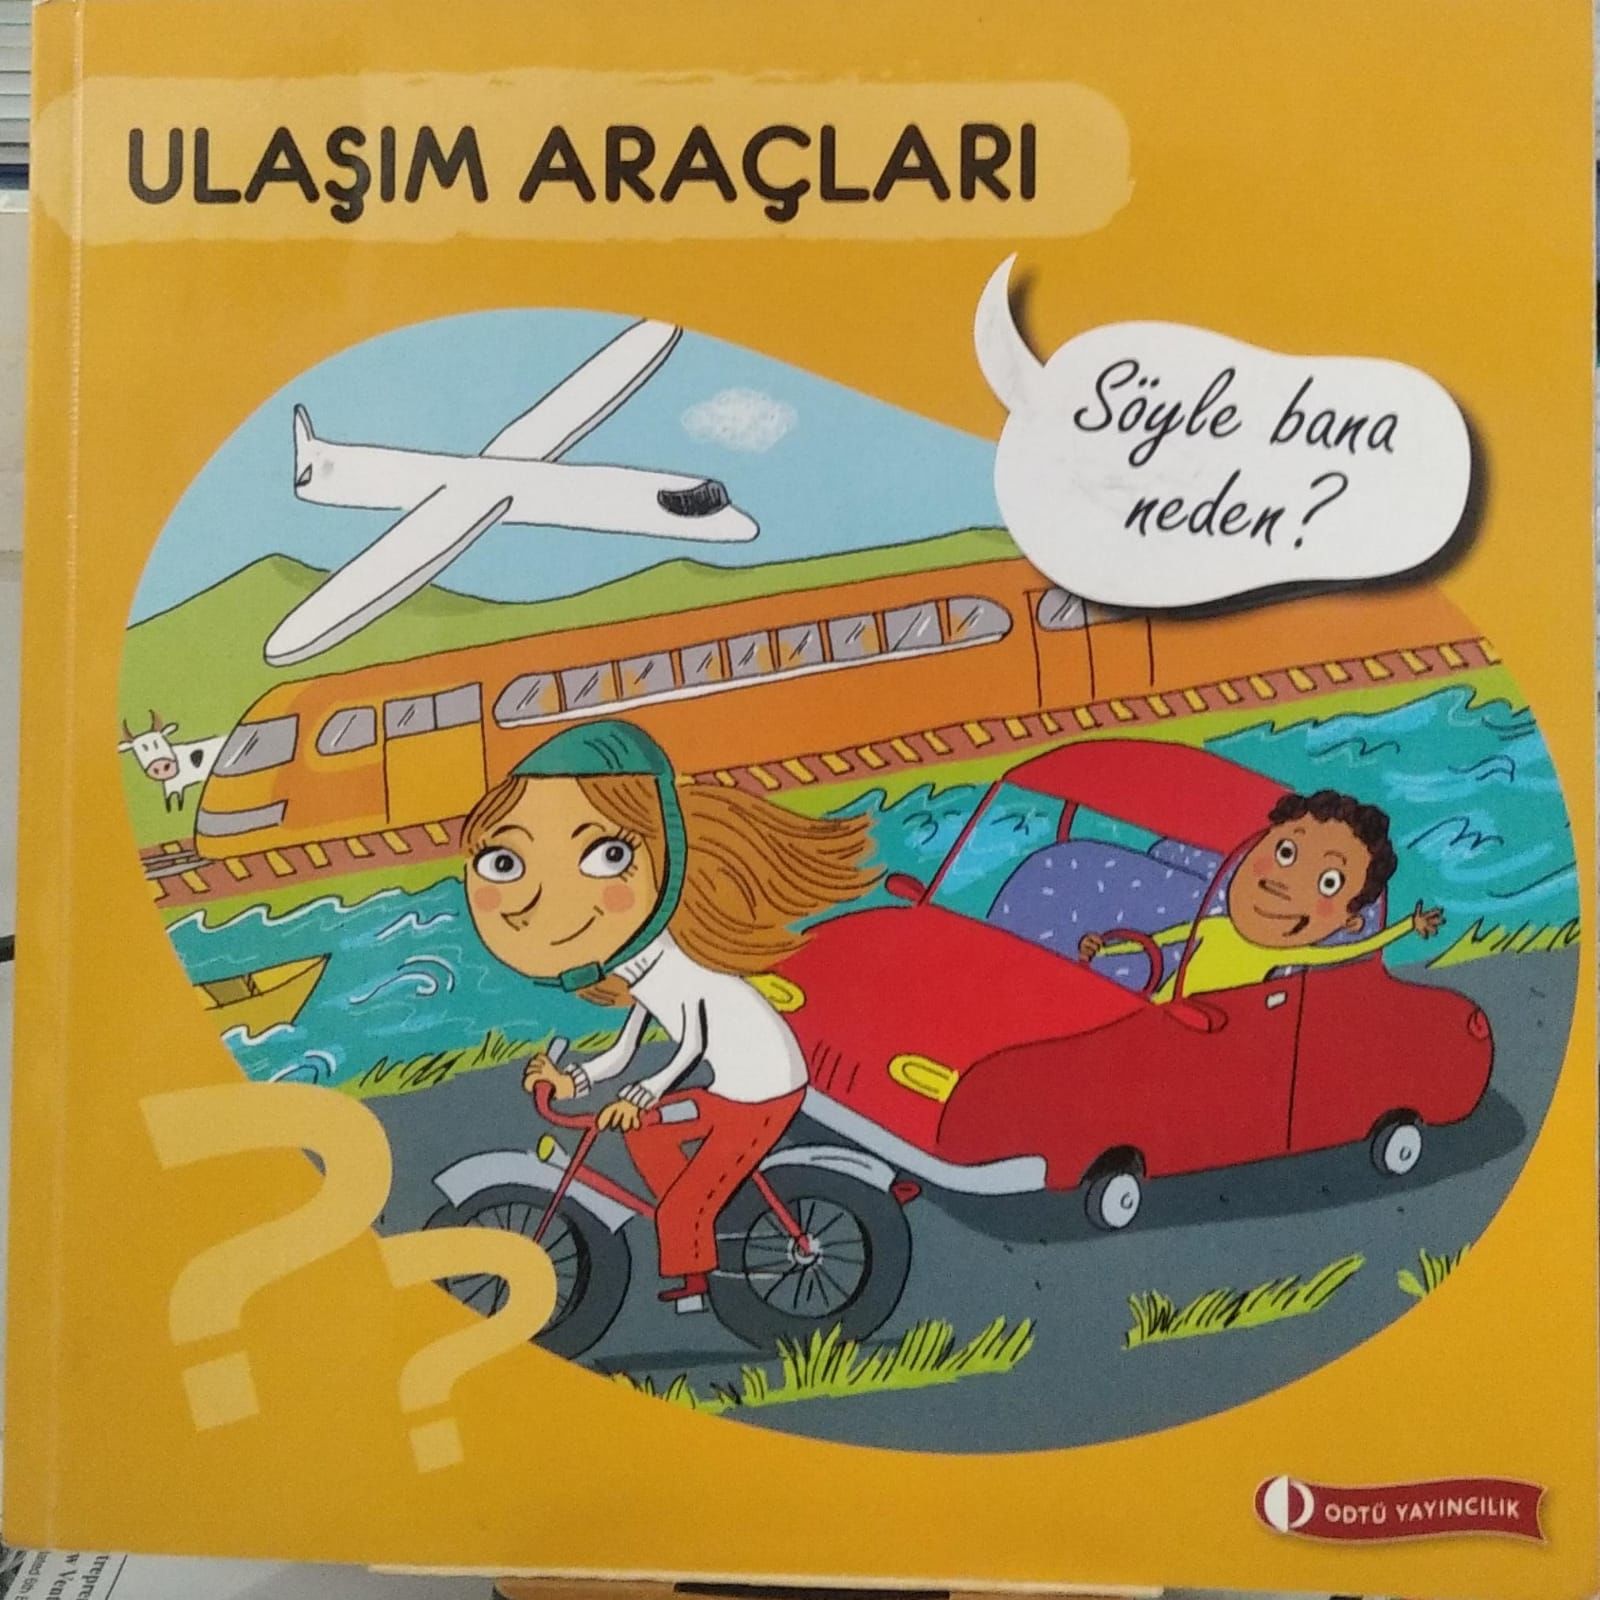 ULAŞIM ARAÇLARI
Söyle bana
neden?
ODTÜ YAYINCILIK